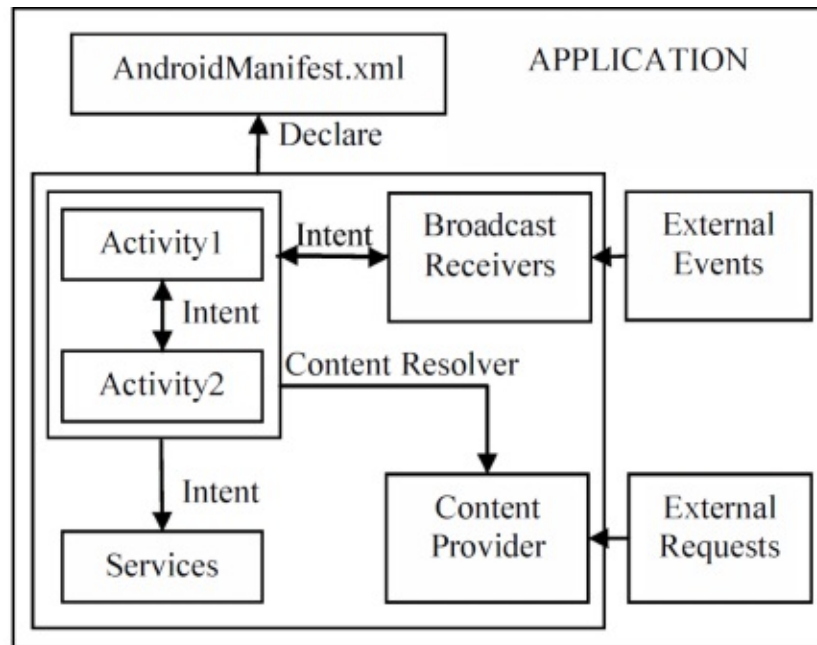 AndroidManifest.xml
APPLICATION
Declare
Activity1
Intent
Broadcast
Receivers
External
Events
Intent
Activity2
Content Resolver
Intent
Services
Content
Provider
External
Requests